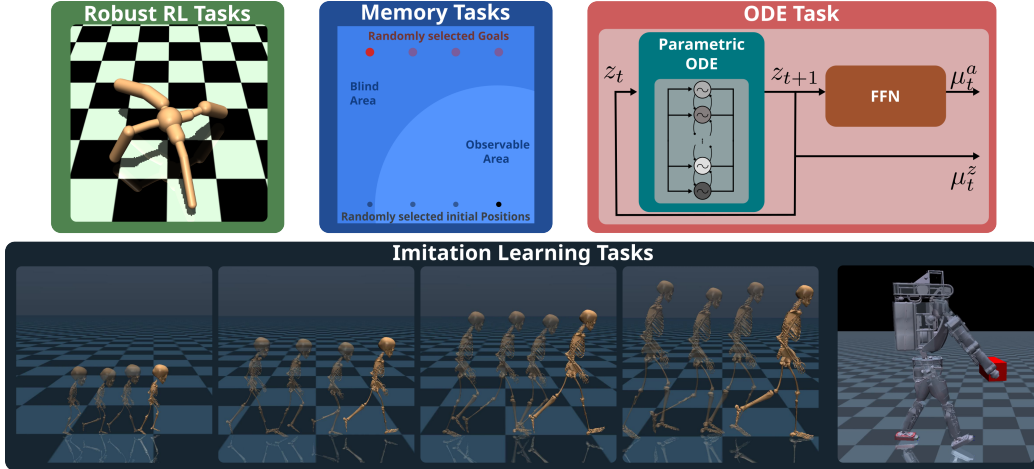 Robust RL Tasks
Memory Tasks
Randomly selected Goals
Blind
Area
Observable
Area
Randomly selected initial Positions
ODE Task
Parametric
ODE
z_t
z_{t+1}
FFN
μ_t^a
μ_t^z
Imitation Learning Tasks